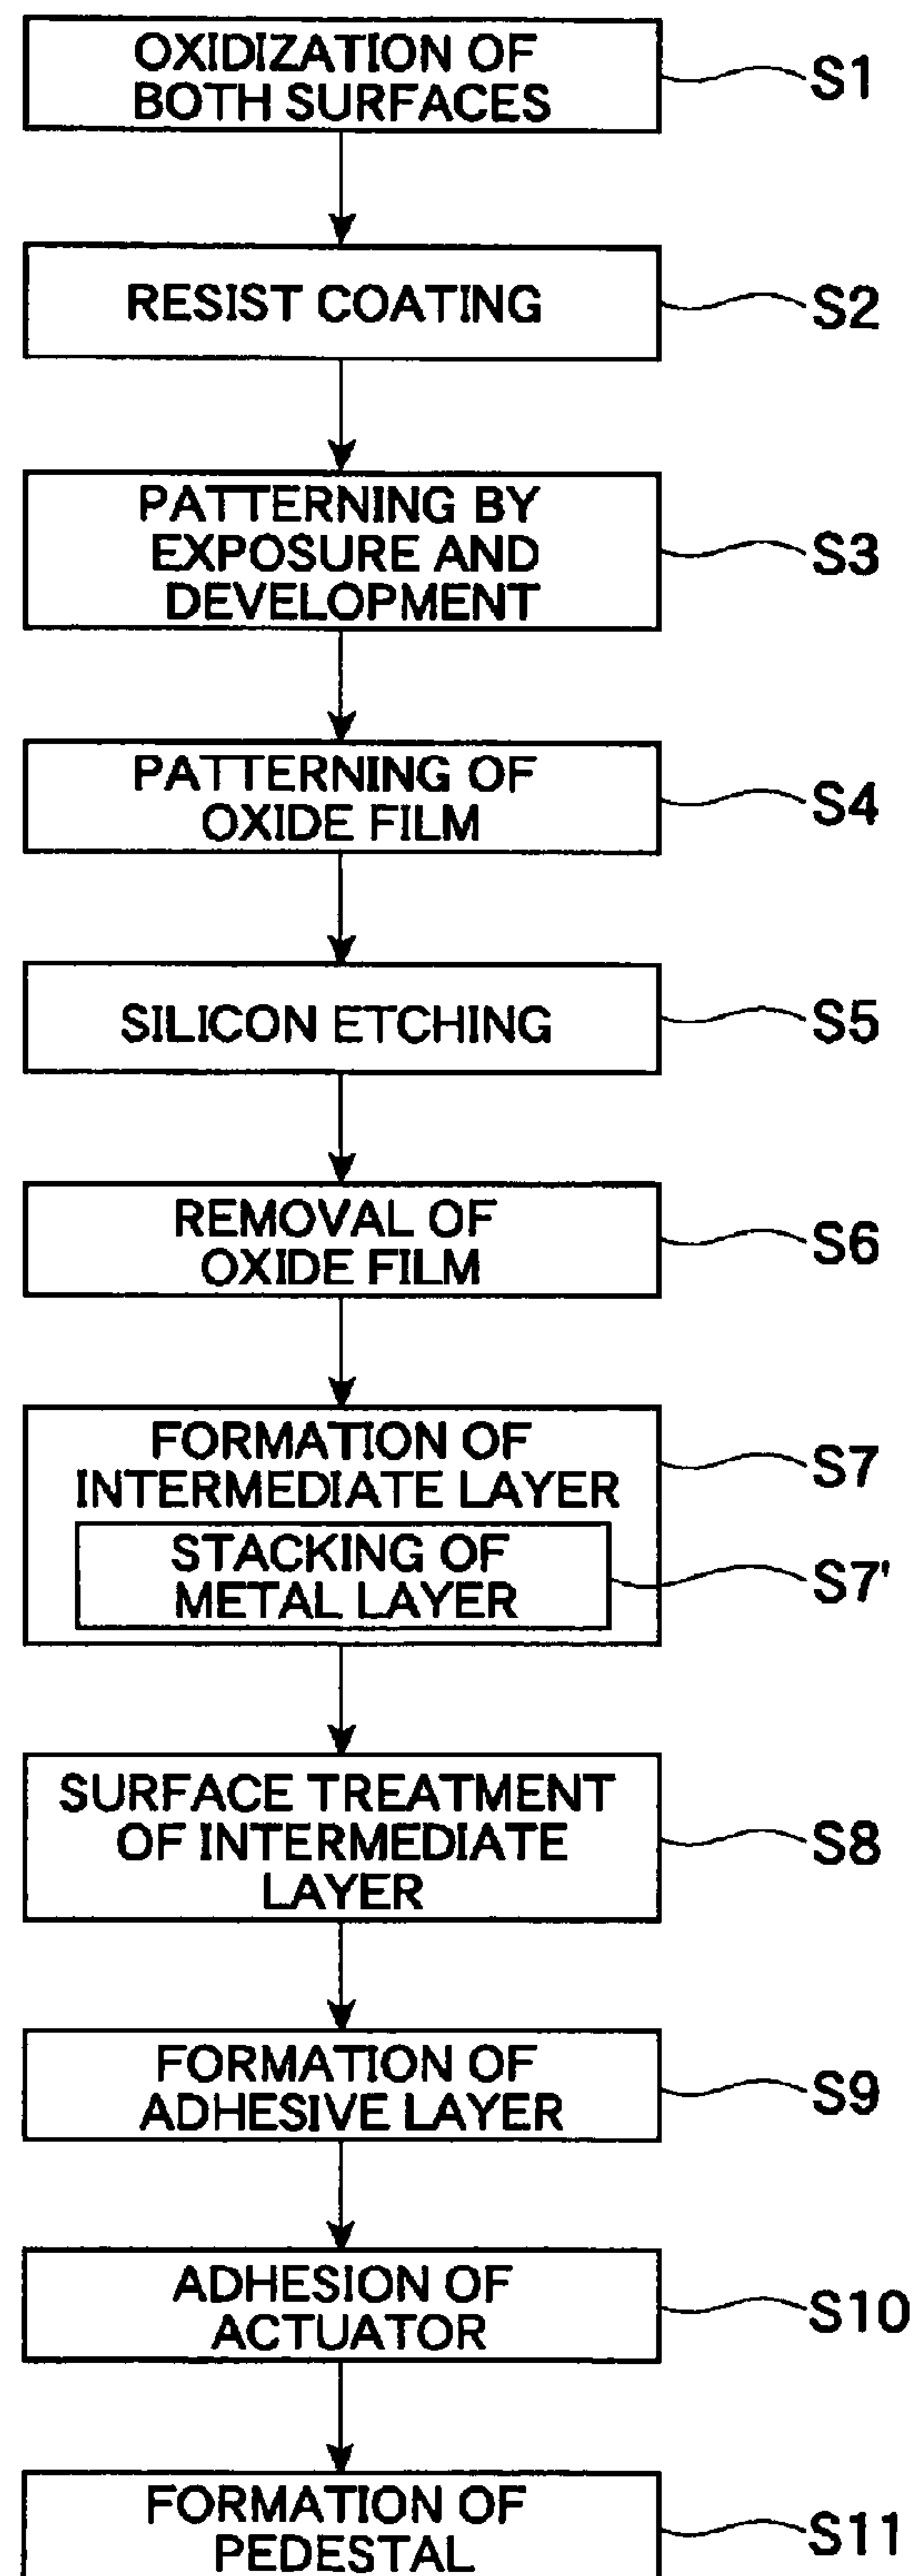 OXIDIZATION OF
BOTH SURFACES
S1
RESIST COATING
S2
PATTERNING BY
EXPOSURE AND
DEVELOPMENT
S3
PATTERNING OF
OXIDE FILM
S4
SILICON ETCHING
S5
REMOVAL OF
OXIDE FILM
S6
FORMATION OF
INTERMEDIATE LAYER
S7
STACKING OF
METAL LAYER
S7'
SURFACE TREATMENT
OF INTERMEDIATE
LAYER
S8
FORMATION OF
ADHESIVE LAYER
S9
ADHESION OF
ACTUATOR
S10
FORMATION OF
PEDESTAL
S11